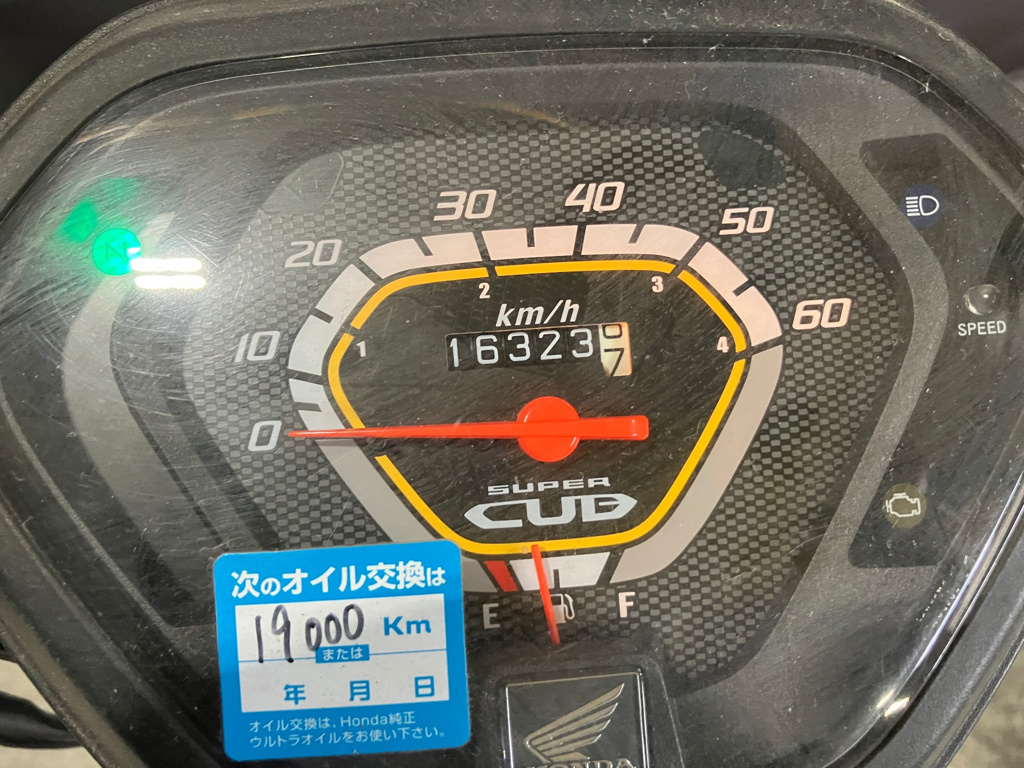 30 40
20 50
10 60
0
2 3
1 4
km/h
16323 67
N
SPEED
SUPER
CUB
E F
次のオイル交換は
19000 Km
または
年 月 日
オイル交換は、Honda純正
ウルトラオイルをお使い下さい。
HONDA